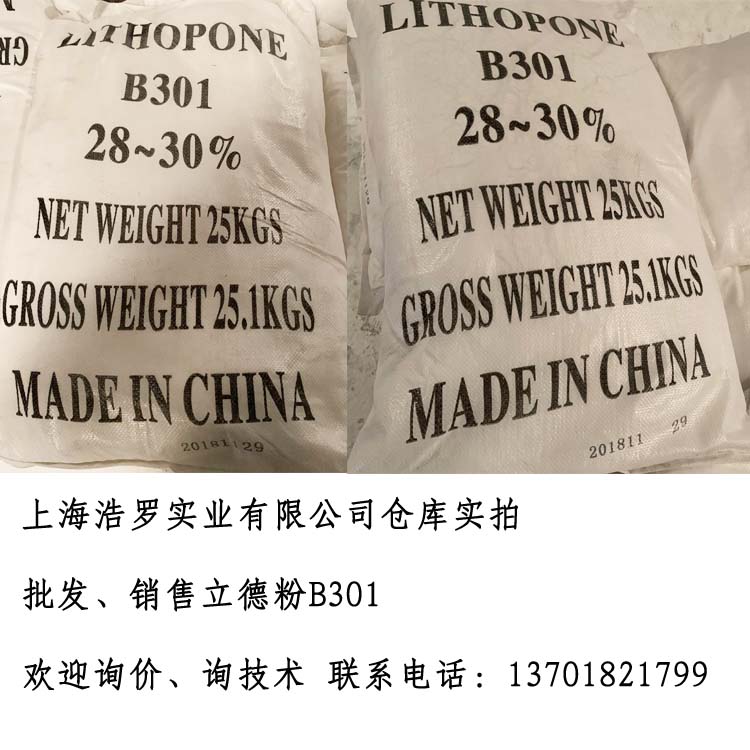 GR
LITHOPONE
B301
28~30%
NET WEIGHT 25KGS
GROSS WEIGHT 25.1KGS
MADE IN CHINA
201811 29
LITHOPONE
B301
28~30%
NET WEIGHT 25KGS
GROSS WEIGHT 25.1KGS
MADE IN CHINA
201811 29
上海浩罗实业有限公司仓库实拍
批发、销售立德粉B301
欢迎询价、询技术 联系电话：13701821799